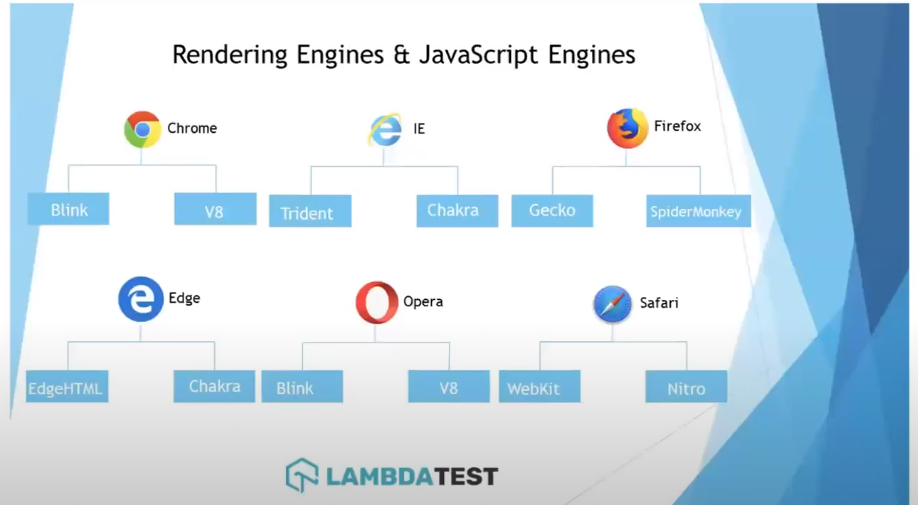 Rendering Engines & JavaScript Engines
Chrome
IE
Firefox
Blink
V8
Trident
Chakra
Gecko
SpiderMonkey
Edge
Opera
Safari
EdgeHTML
Chakra
Blink
V8
WebKit
Nitro
LAMBDATEST